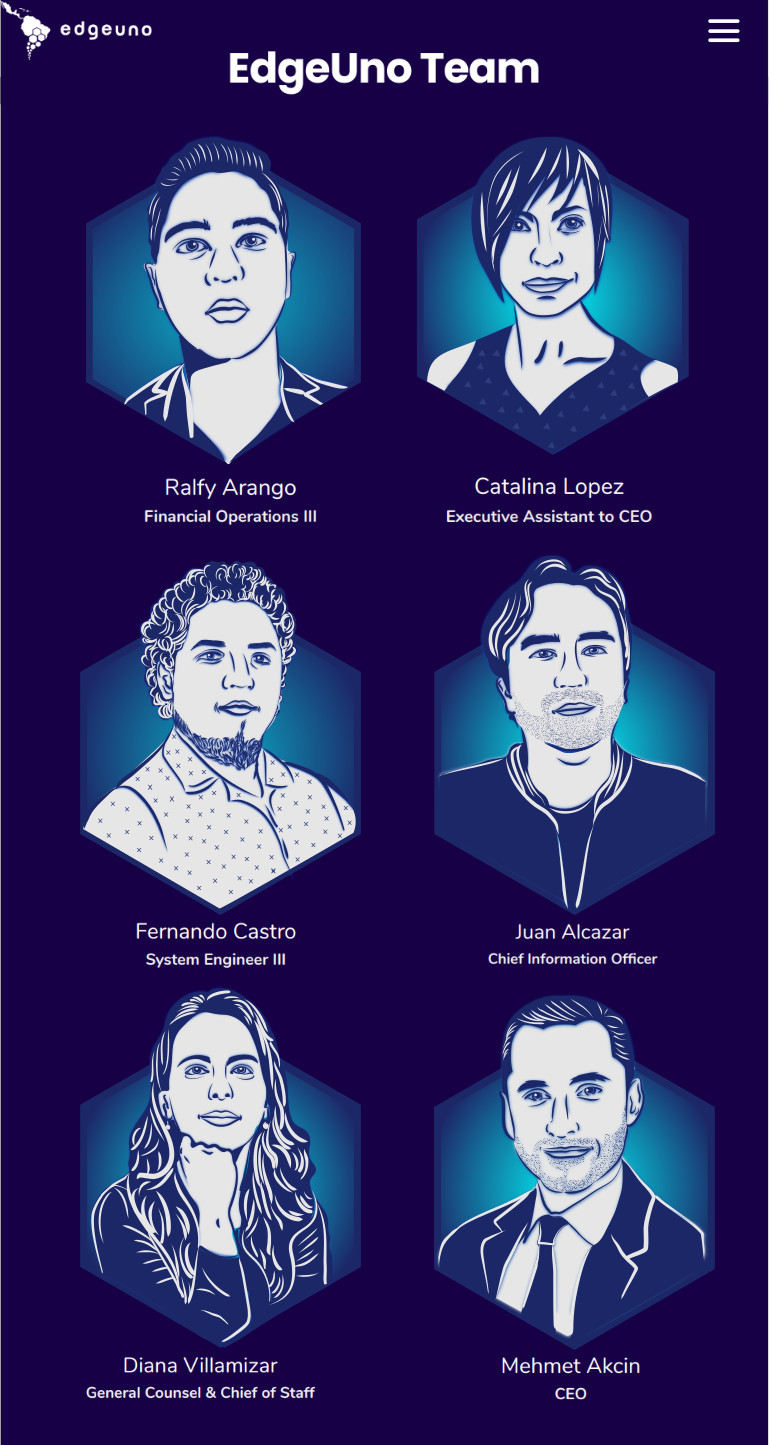 edgeuno
EdgeUno Team
Ralfy Arango
Financial Operations III
Catalina Lopez
Executive Assistant to CEO
Fernando Castro
System Engineer III
Juan Alcazar
Chief Information Officer
Diana Villamizar
General Counsel & Chief of Staff
Mehmet Akcin
CEO